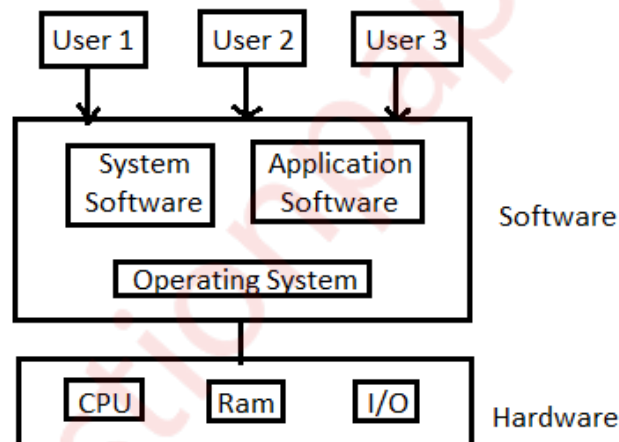 User 1
User 2
User 3
System
Software
Application
Software
Software
Operating System
CPU
Ram
I/O
Hardware